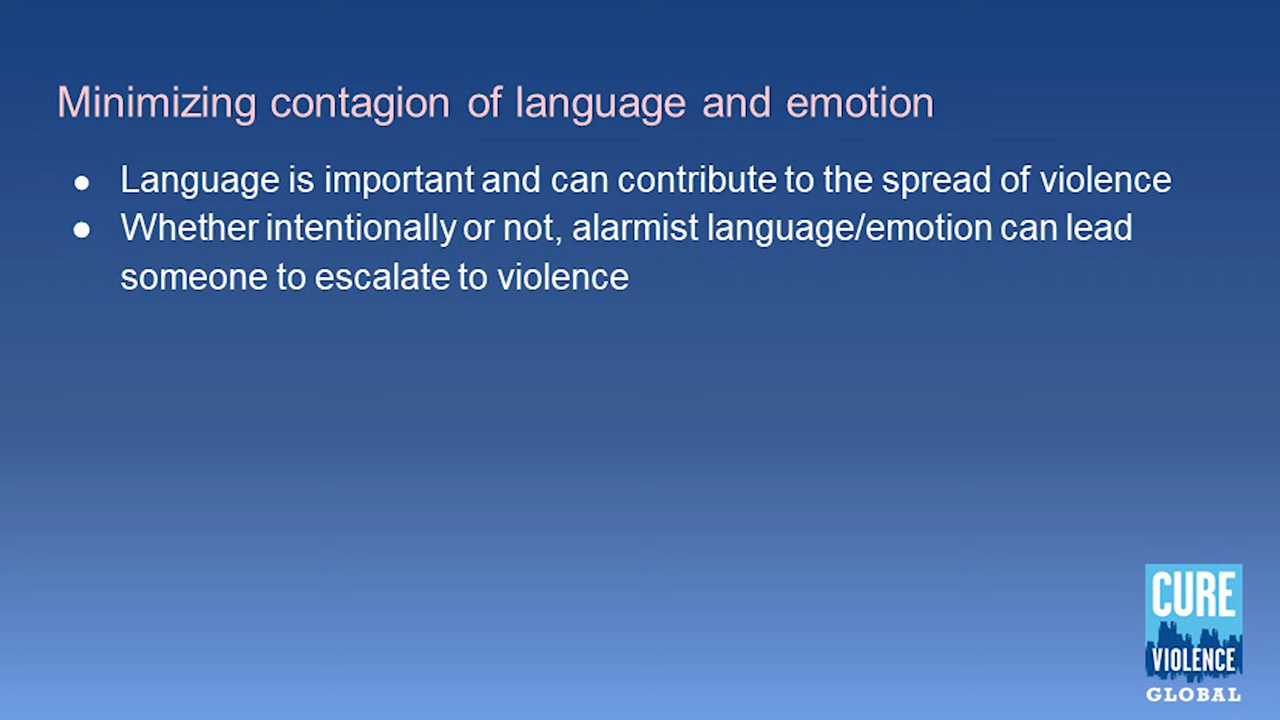 Minimizing contagion of language and emotion
● Language is important and can contribute to the spread of violence
● Whether intentionally or not, alarmist language/emotion can lead
someone to escalate to violence
CURE
VIOLENCE
GLOBAL